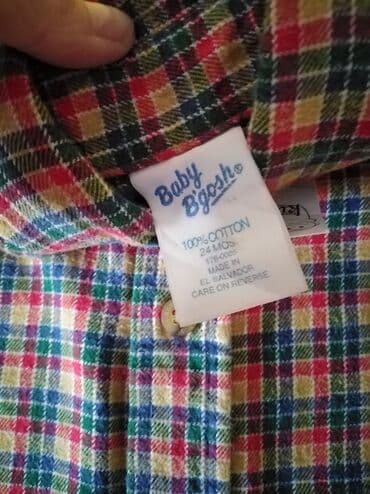 Baby
B'gosh®
100% COTTON
24 MOS.
MADE IN
EL SALVADOR
CARE ON REVERSE